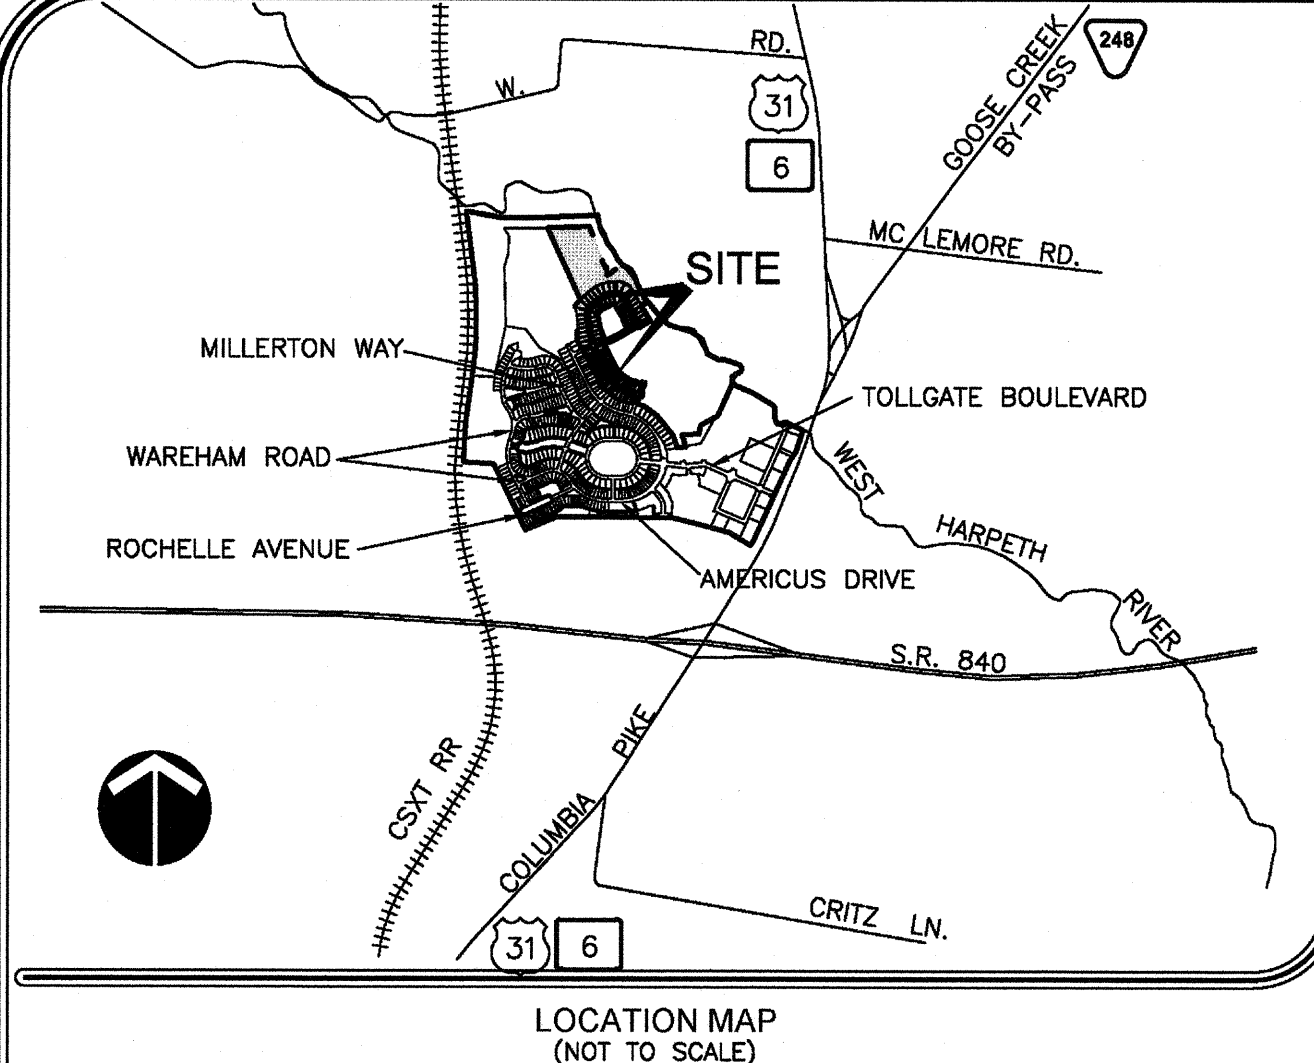 RD.
W.
31
6
GOOSE CREEK
BY-PASS
248
MC LEMORE RD.
SITE
MILLERTON WAY
TOLLGATE BOULEVARD
WAREHAM ROAD
WEST HARPETH RIVER
ROCHELLE AVENUE
AMERICUS DRIVE
S.R. 840
CSXT RR
COLUMBIA PIKE
CRITZ LN.
31
6
LOCATION MAP
(NOT TO SCALE)